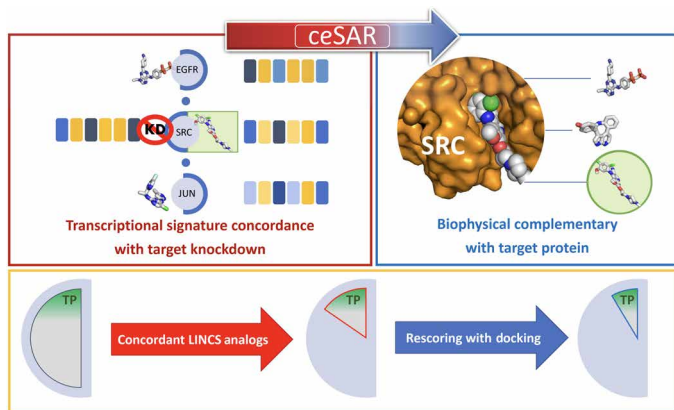 ceSAR
EGFR
KD
SRC
JUN
Transcriptional signature concordance
with target knockdown
SRC
Biophysical complementary
with target protein
TP
Concordant LINCS analogs
TP
Rescoring with docking
TP